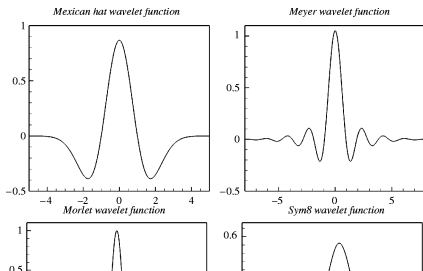 Mexican hat wavelet function
Meyer wavelet function
1
0.5
0
−0.5
−4 −2 0 2 4
1
0.5
0
−0.5
−5 0 5
Morlet wavelet function
Sym8 wavelet function
1
0.5
0.6